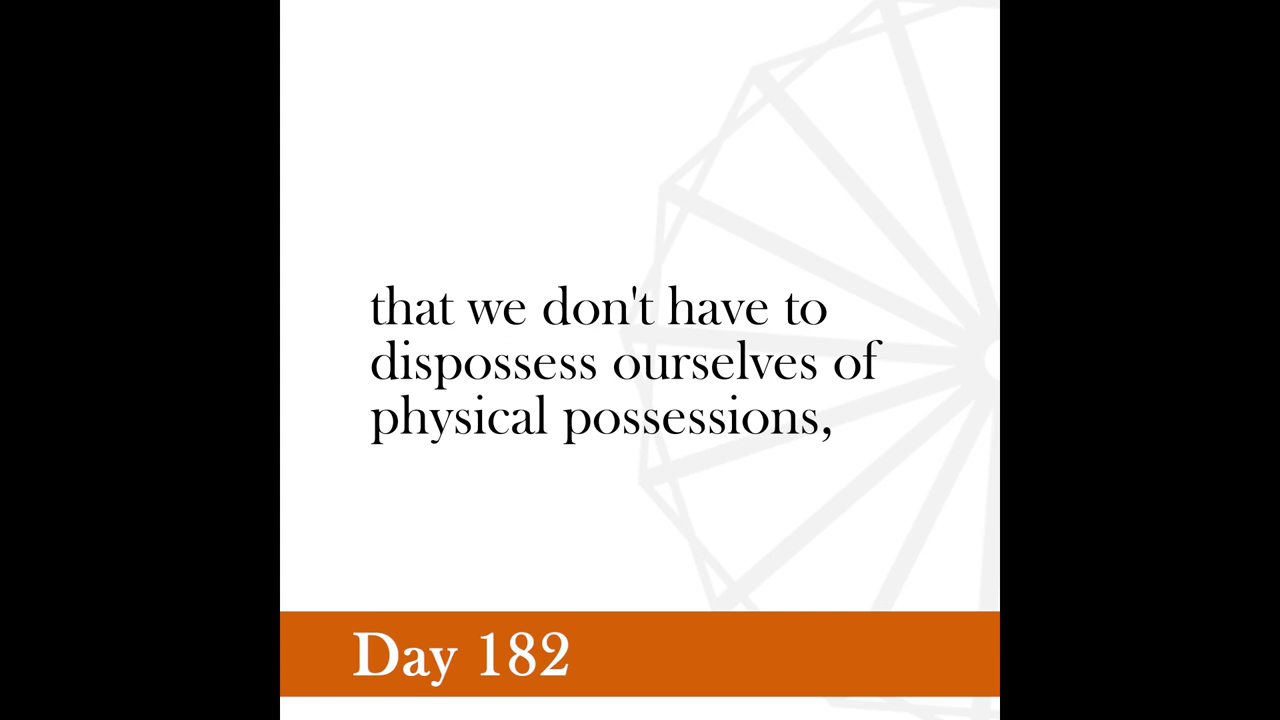 that we don't have to
dispossess ourselves of
physical possessions,
Day 182